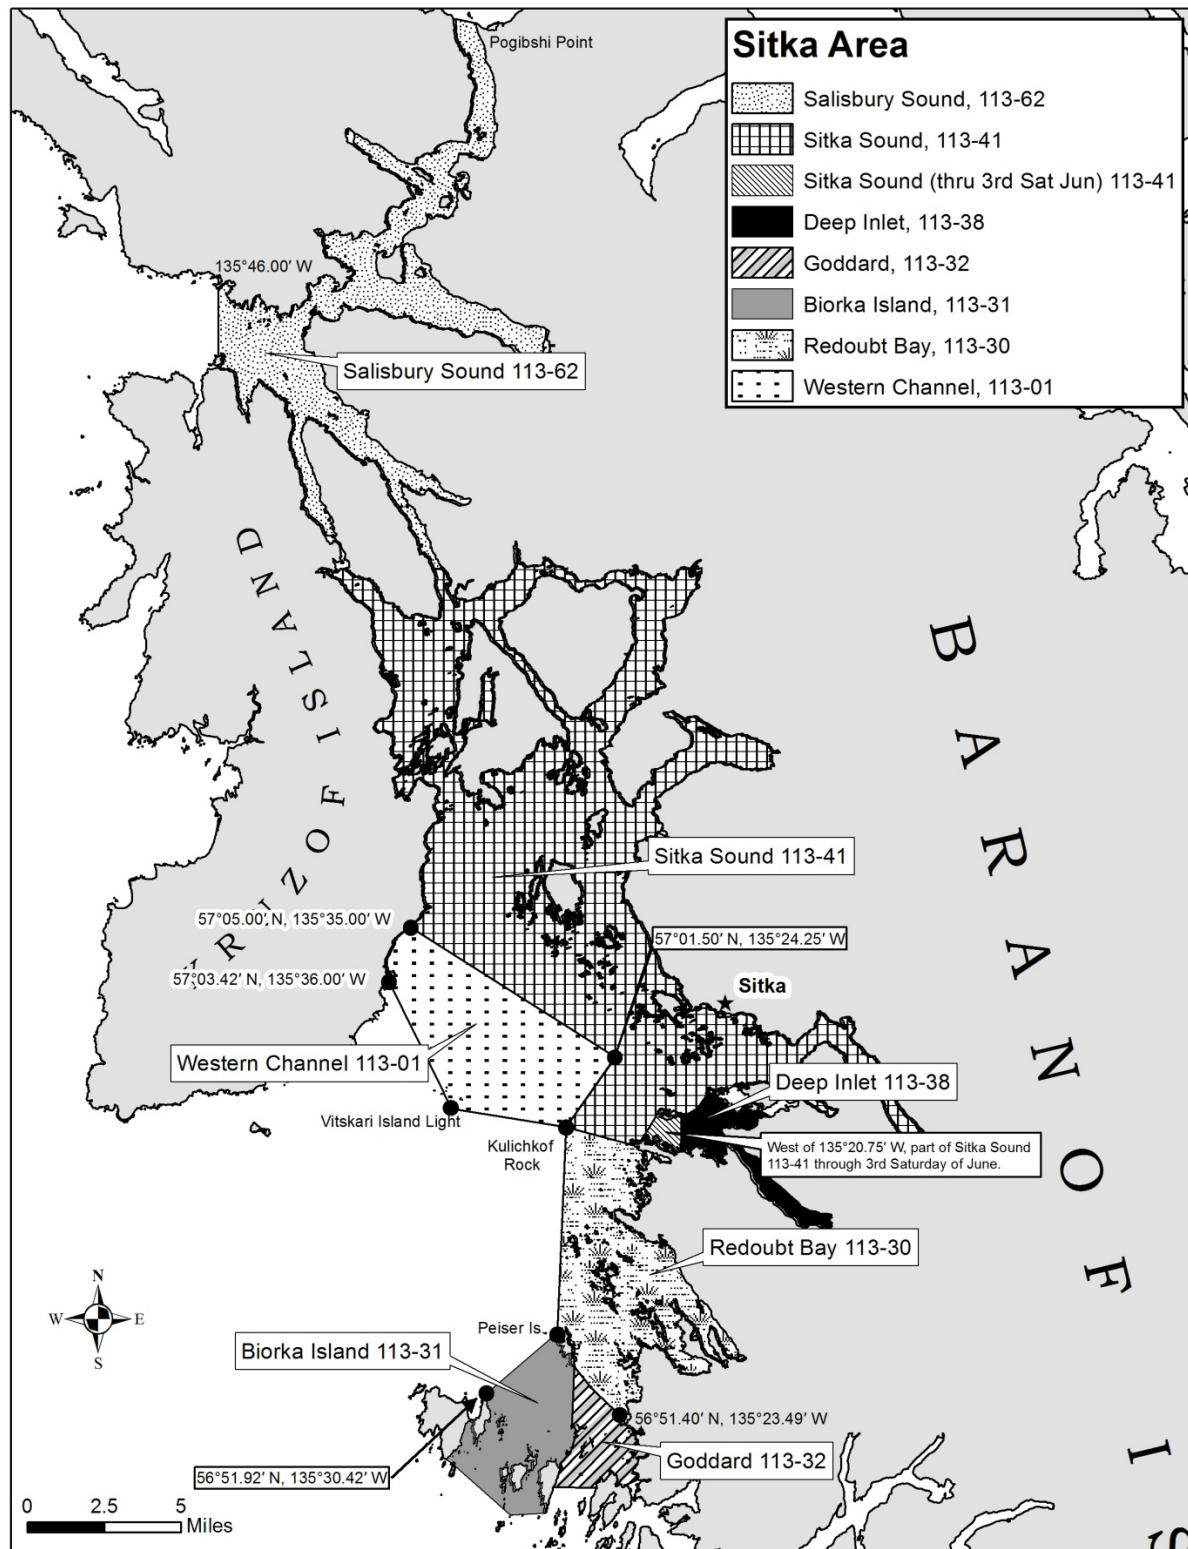 Pogibshi Point
Sitka Area
Salisbury Sound, 113-62
Sitka Sound, 113-41
Sitka Sound (thru 3rd Sat Jun) 113-41
Deep Inlet, 113-38
Goddard, 113-32
Biorka Island, 113-31
Redoubt Bay, 113-30
Western Channel, 113-01
135°46.00' W
Salisbury Sound 113-62
KRUZOF ISLAND
BARANOF IS
Sitka Sound 113-41
57°05.00' N, 135°35.00' W
57°01.50' N, 135°24.25' W
57°03.42' N, 135°36.00' W
Sitka
Western Channel 113-01
Deep Inlet 113-38
Vitskari Island Light
Kulichkof
Rock
West of 135°20.75' W, part of Sitka Sound
113-41 through 3rd Saturday of June.
Redoubt Bay 113-30
N
W E
S
Peiser Is.
Biorka Island 113-31
56°51.40' N, 135°23.49' W
Goddard 113-32
56°51.92' N, 135°30.42' W
0 2.5 5
Miles